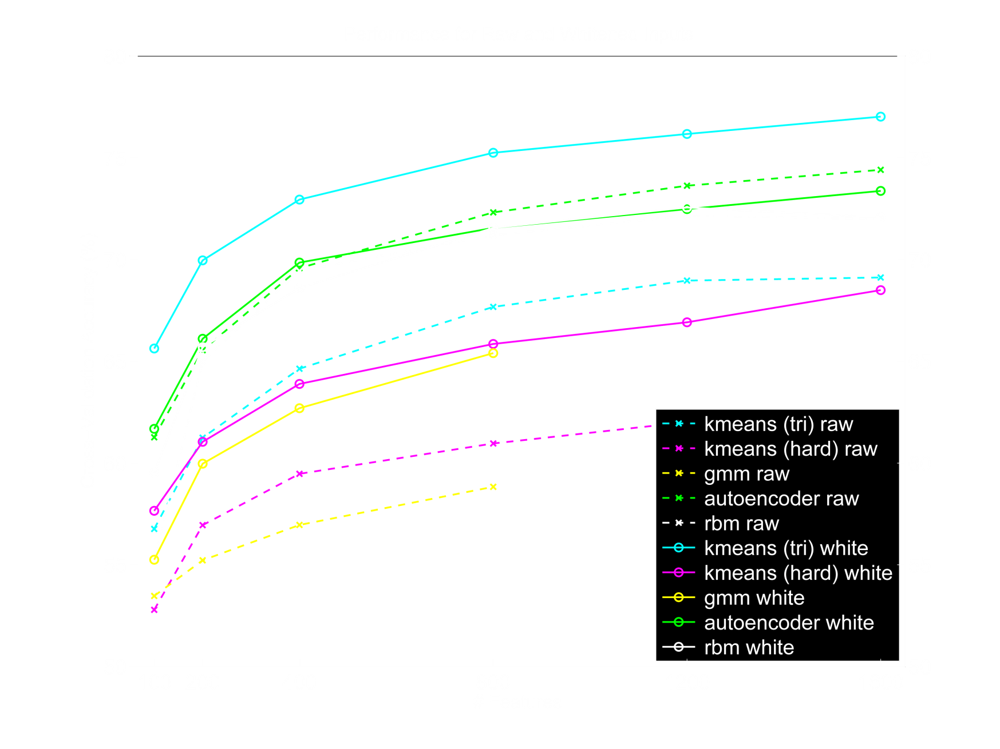 kmeans (tri) raw
kmeans (hard) raw
gmm raw
autoencoder raw
rbm raw
kmeans (tri) white
kmeans (hard) white
gmm white
autoencoder white
rbm white